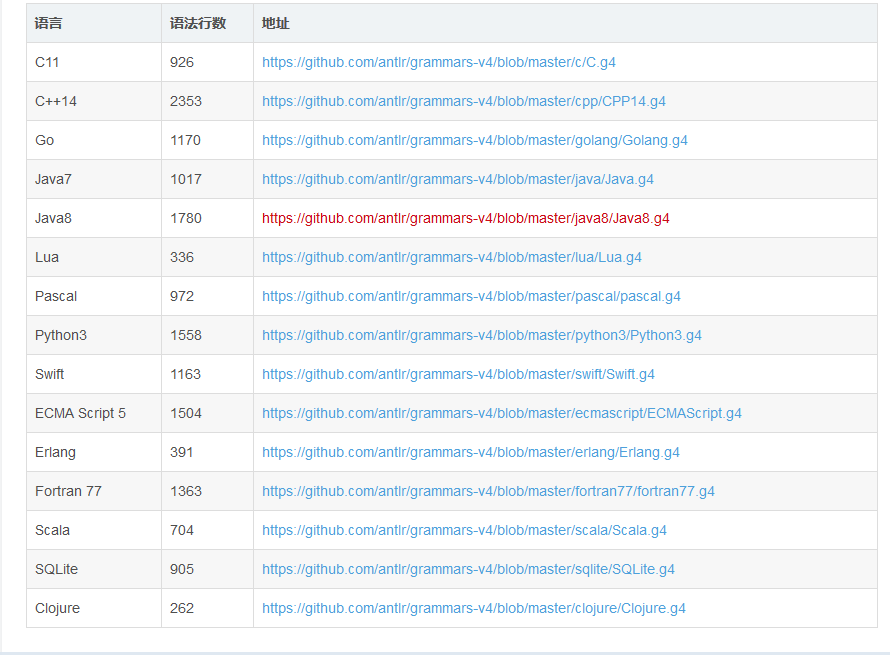 语言 语法行数 地址
C11 926 https://github.com/antlr/grammars-v4/blob/master/c/C.g4
C++14 2353 https://github.com/antlr/grammars-v4/blob/master/cpp/CPP14.g4
Go 1170 https://github.com/antlr/grammars-v4/blob/master/golang/Golang.g4
Java7 1017 https://github.com/antlr/grammars-v4/blob/master/java/Java.g4
Java8 1780 https://github.com/antlr/grammars-v4/blob/master/java8/Java8.g4
Lua 336 https://github.com/antlr/grammars-v4/blob/master/lua/Lua.g4
Pascal 972 https://github.com/antlr/grammars-v4/blob/master/pascal/pascal.g4
Python3 1558 https://github.com/antlr/grammars-v4/blob/master/python3/Python3.g4
Swift 1163 https://github.com/antlr/grammars-v4/blob/master/swift/Swift.g4
ECMA Script 5 1504 https://github.com/antlr/grammars-v4/blob/master/ecmascript/ECMAScript.g4
Erlang 391 https://github.com/antlr/grammars-v4/blob/master/erlang/Erlang.g4
Fortran 77 1363 https://github.com/antlr/grammars-v4/blob/master/fortran77/fortran77.g4
Scala 704 https://github.com/antlr/grammars-v4/blob/master/scala/Scala.g4
SQLite 905 https://github.com/antlr/grammars-v4/blob/master/sqlite/SQLite.g4
Clojure 262 https://github.com/antlr/grammars-v4/blob/master/clojure/Clojure.g4